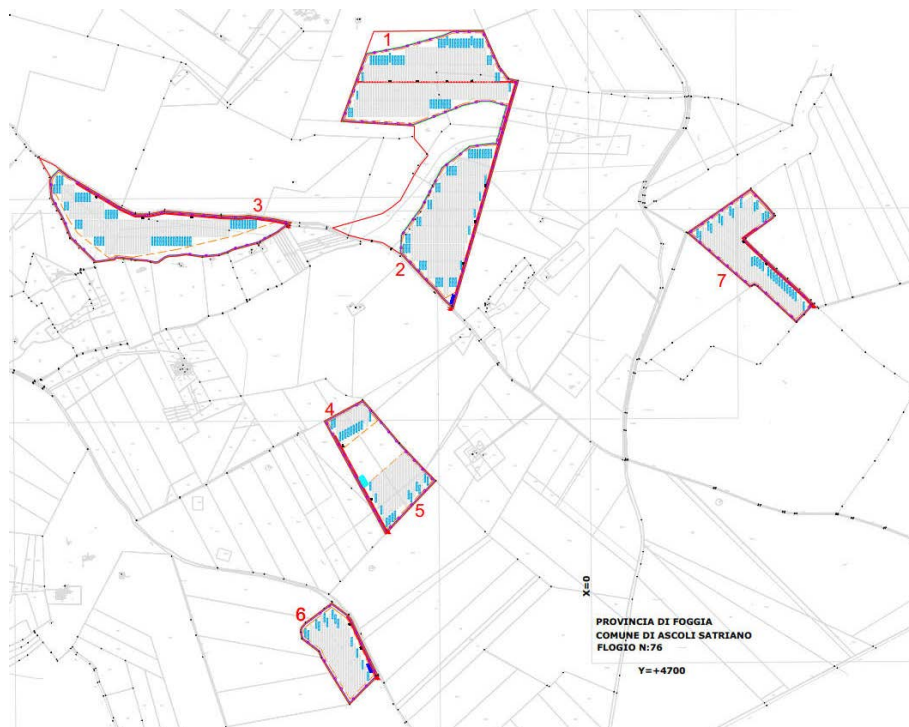 1
3
2
7
4
5
6
X=0
PROVINCIA DI FOGGIA
COMUNE DI ASCOLI SATRIANO
FLOGIO N:76
Y=+4700